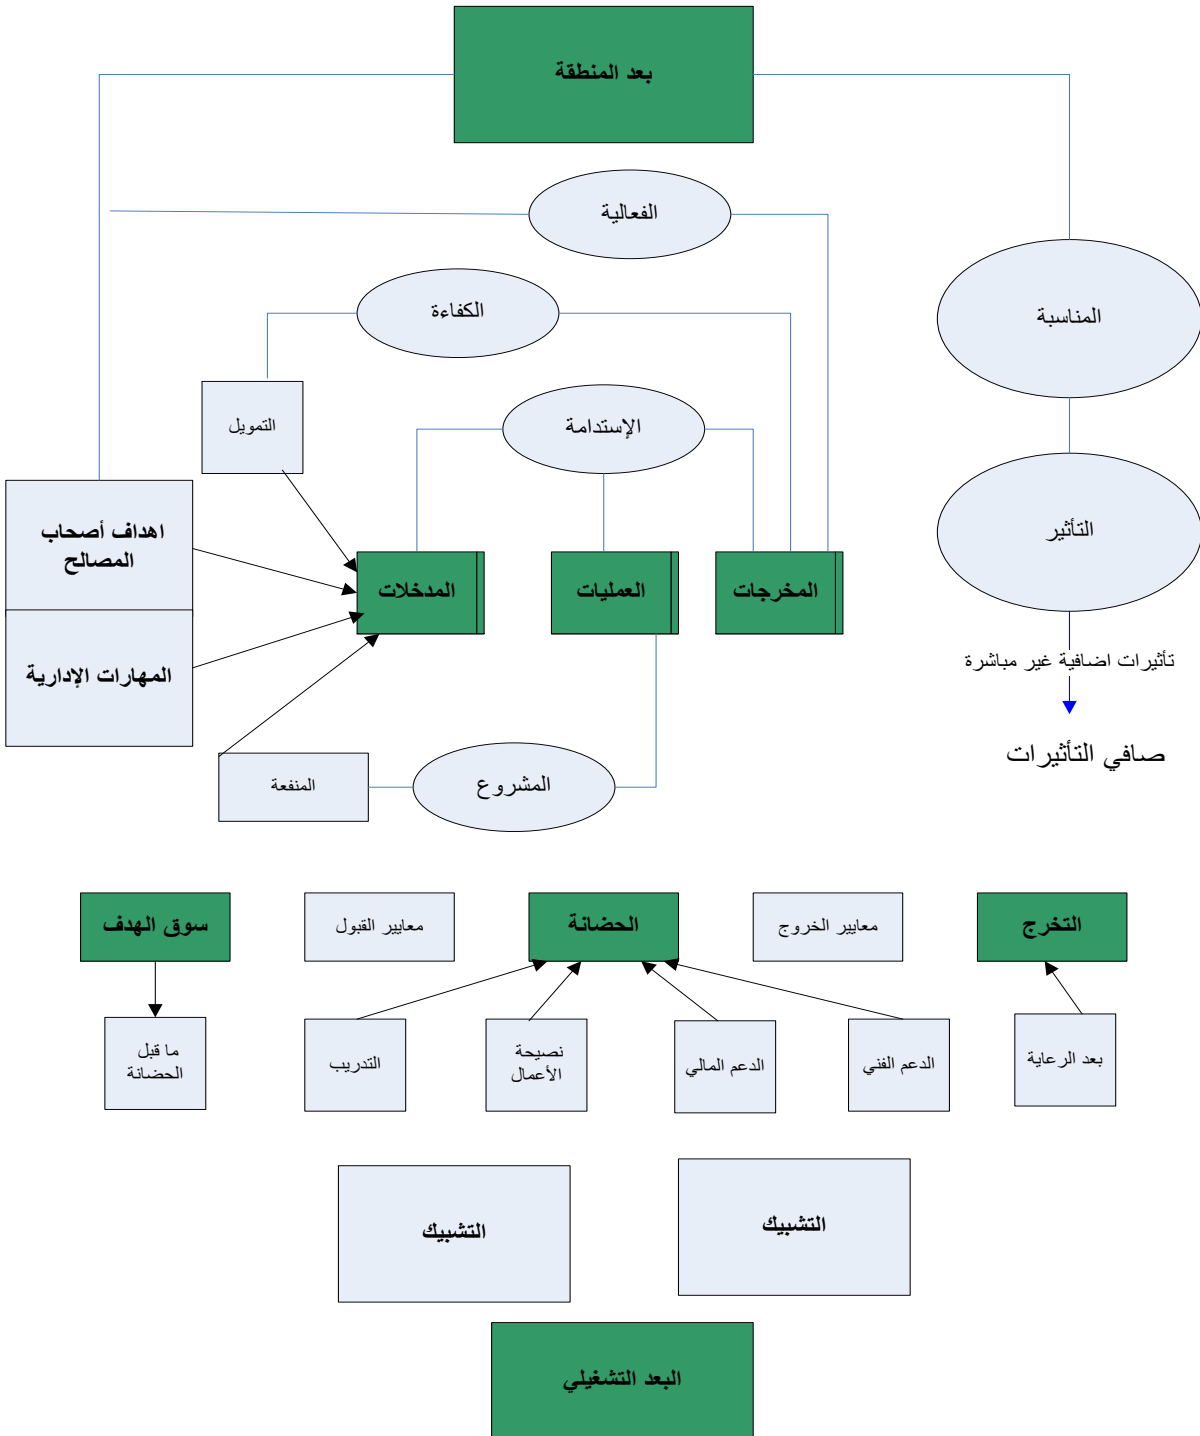 بعد المنطقة
الفعالية
المناسبة
الكفاءة
التمويل
الإستدامة
اهداف أصحاب
المصالح
التأثير
المخرجات
العمليات
المدخلات
المهارات الإدارية
تأثيرات اضافية غير مباشرة
صافي التأثيرات
المشروع
المنفعة
التخرج
معايير الخروج
الحضانة
معايير القبول
سوق الهدف
بعد الرعاية
الدعم الفني
الدعم المالي
نصيحة
الأعمال
التدريب
ما قبل
الحضانة
التشبيك
التشبيك
البعد التشغيلي